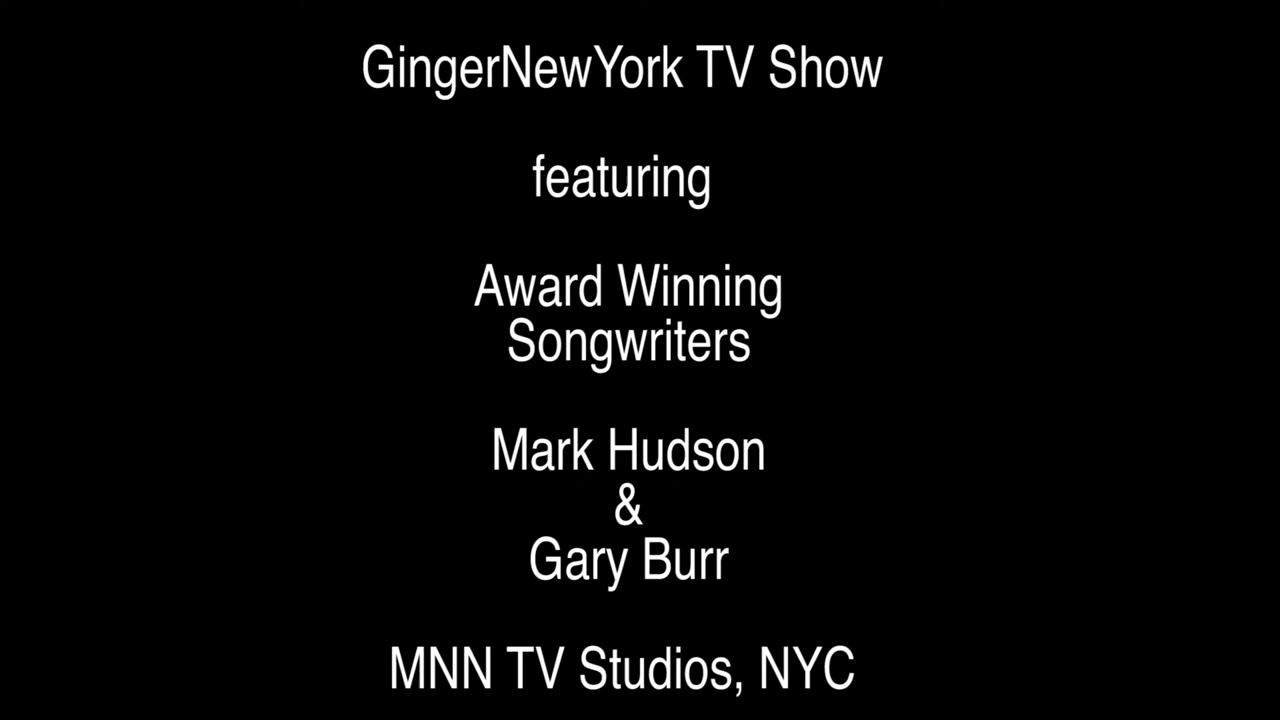 GingerNewYork TV Show
featuring
Award Winning
Songwriters
Mark Hudson
&
Gary Burr
MNN TV Studios, NYC